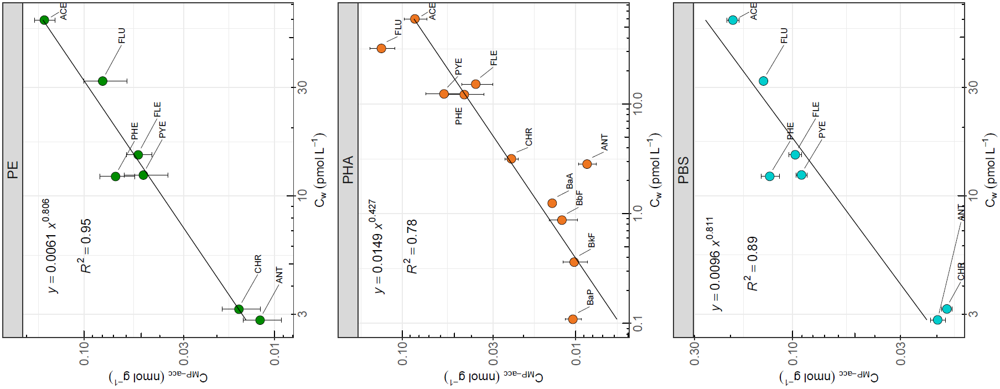 PE
y = 0.0061 x^0.806
R² = 0.95
ACE
FLU
FLE
PHE
PYE
CHR
ANT
0.10
0.03
0.01
30
10
3
C_w (pmol L⁻¹)
C_MP−acc (nmol g⁻¹)
PHA
y = 0.0149 x^0.427
R² = 0.78
ACE
FLU
PYE
FLE
PHE
CHR
ANT
BaA
BbF
BkF
BaP
0.10
0.03
0.01
10.0
1.0
0.1
C_w (pmol L⁻¹)
C_MP−acc (nmol g⁻¹)
PBS
y = 0.0096 x^0.811
R² = 0.89
ACE
FLU
FLE
PHE
PYE
ANT
CHR
0.30
0.10
0.03
30
10
3
C_w (pmol L⁻¹)
C_MP−acc (nmol g⁻¹)